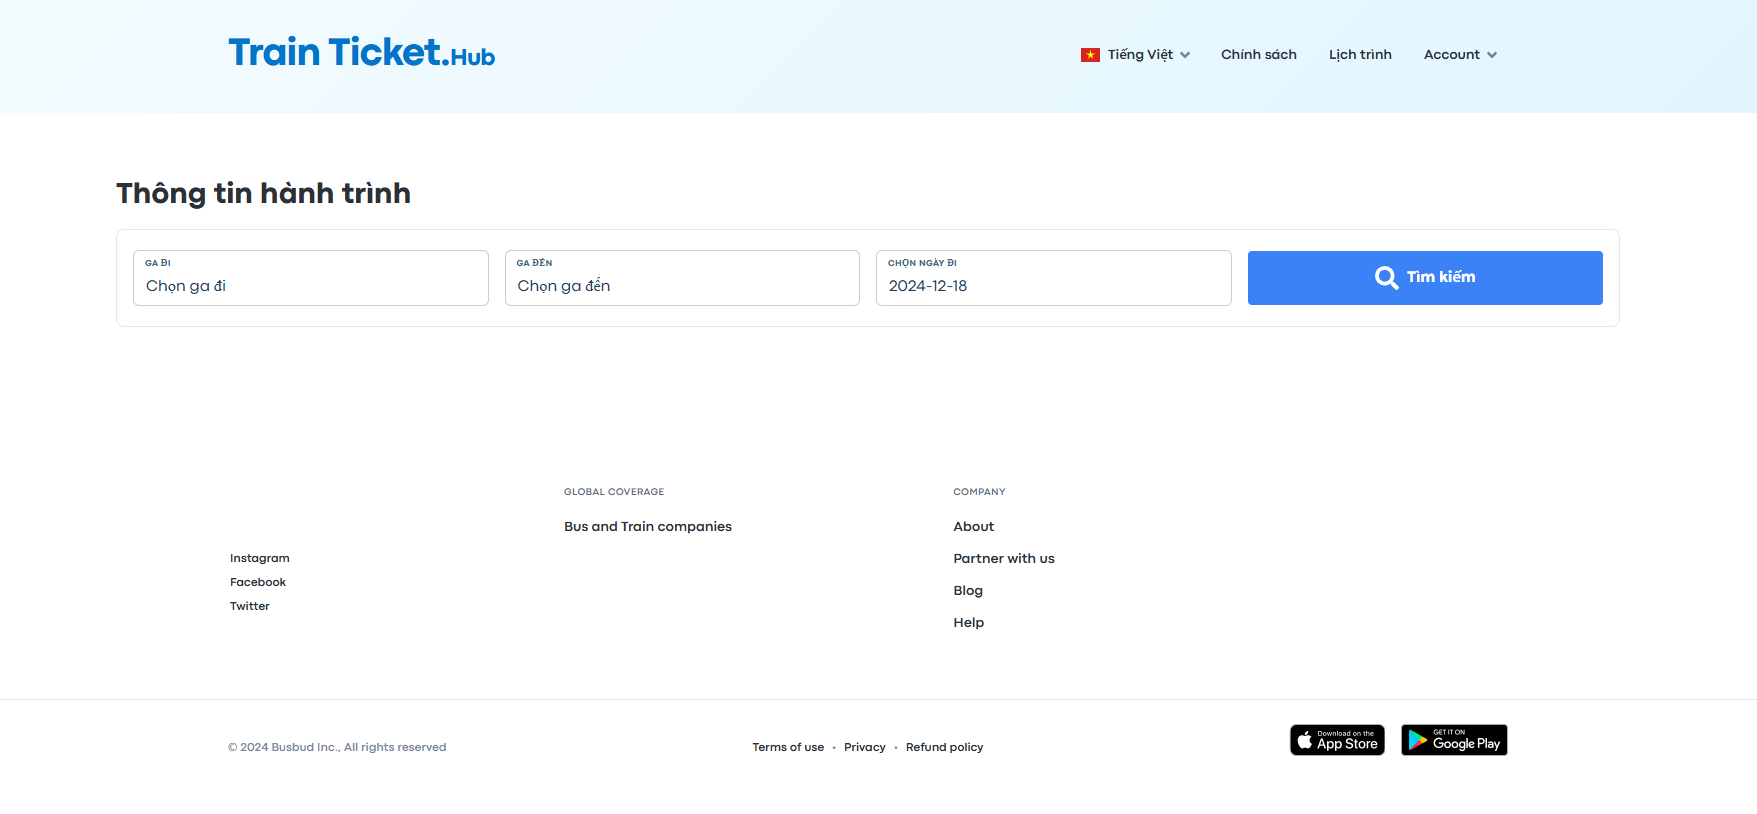 Train Ticket.Hub
Tiếng Việt
Chính sách
Lịch trình
Account
Thông tin hành trình
GA ĐI
Chọn ga đi
GA ĐẾN
Chọn ga đến
CHỌN NGÀY ĐI
2024-12-18
Tìm kiếm
Instagram
Facebook
Twitter
GLOBAL COVERAGE
Bus and Train companies
COMPANY
About
Partner with us
Blog
Help
© 2024 Busbud Inc., All rights reserved
Terms of use • Privacy • Refund policy
Download on the
App Store
GET IT ON
Google Play